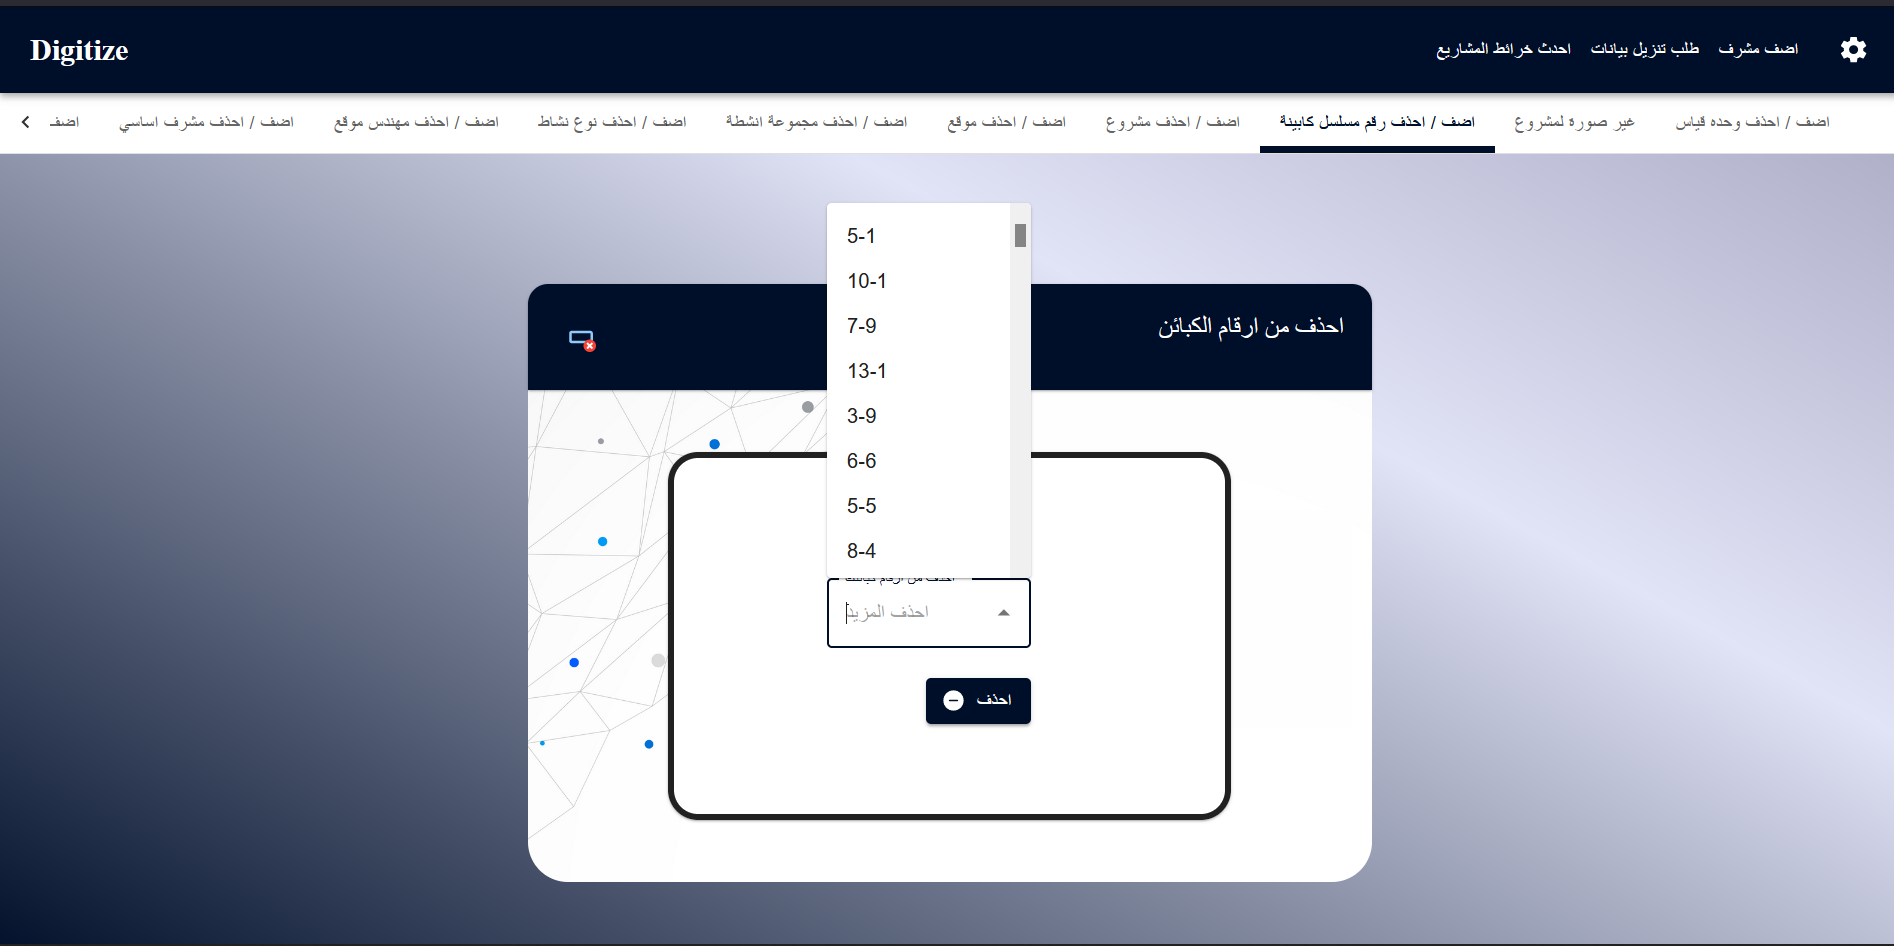 Digitize
اضف مشرف
طلب تنزيل بيانات
احدث خرائط المشاريع
اضف / احذف وحده قياس
غير صورة لمشروع
اضف / احذف رقم مسلسل كابينة
اضف / احذف مشروع
اضف / احذف موقع
اضف / احذف مجموعة انشطة
اضف / احذف نوع نشاط
اضف / احذف مهندس موقع
اضف / احذف مشرف اساسي
اضف
احذف من ارقام الكبائن
5-1
10-1
7-9
13-1
3-9
6-6
5-5
8-4
احذف المزيد
احذف